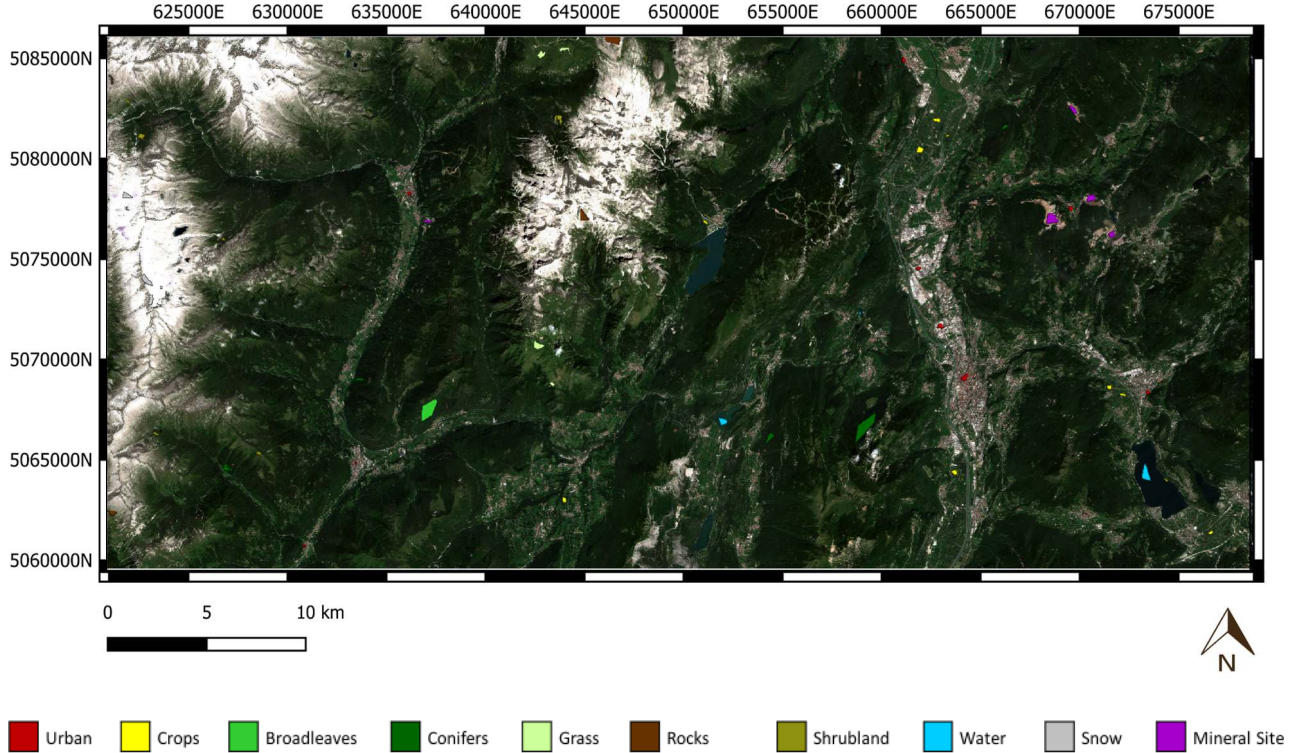 625000E 630000E 635000E 640000E 645000E 650000E 655000E 660000E 665000E 670000E 675000E
5085000N
5080000N
5075000N
5070000N
5065000N
5060000N
0 5 10 km
N
Urban Crops Broadleaves Conifers Grass Rocks Shrubland Water Snow Mineral Site